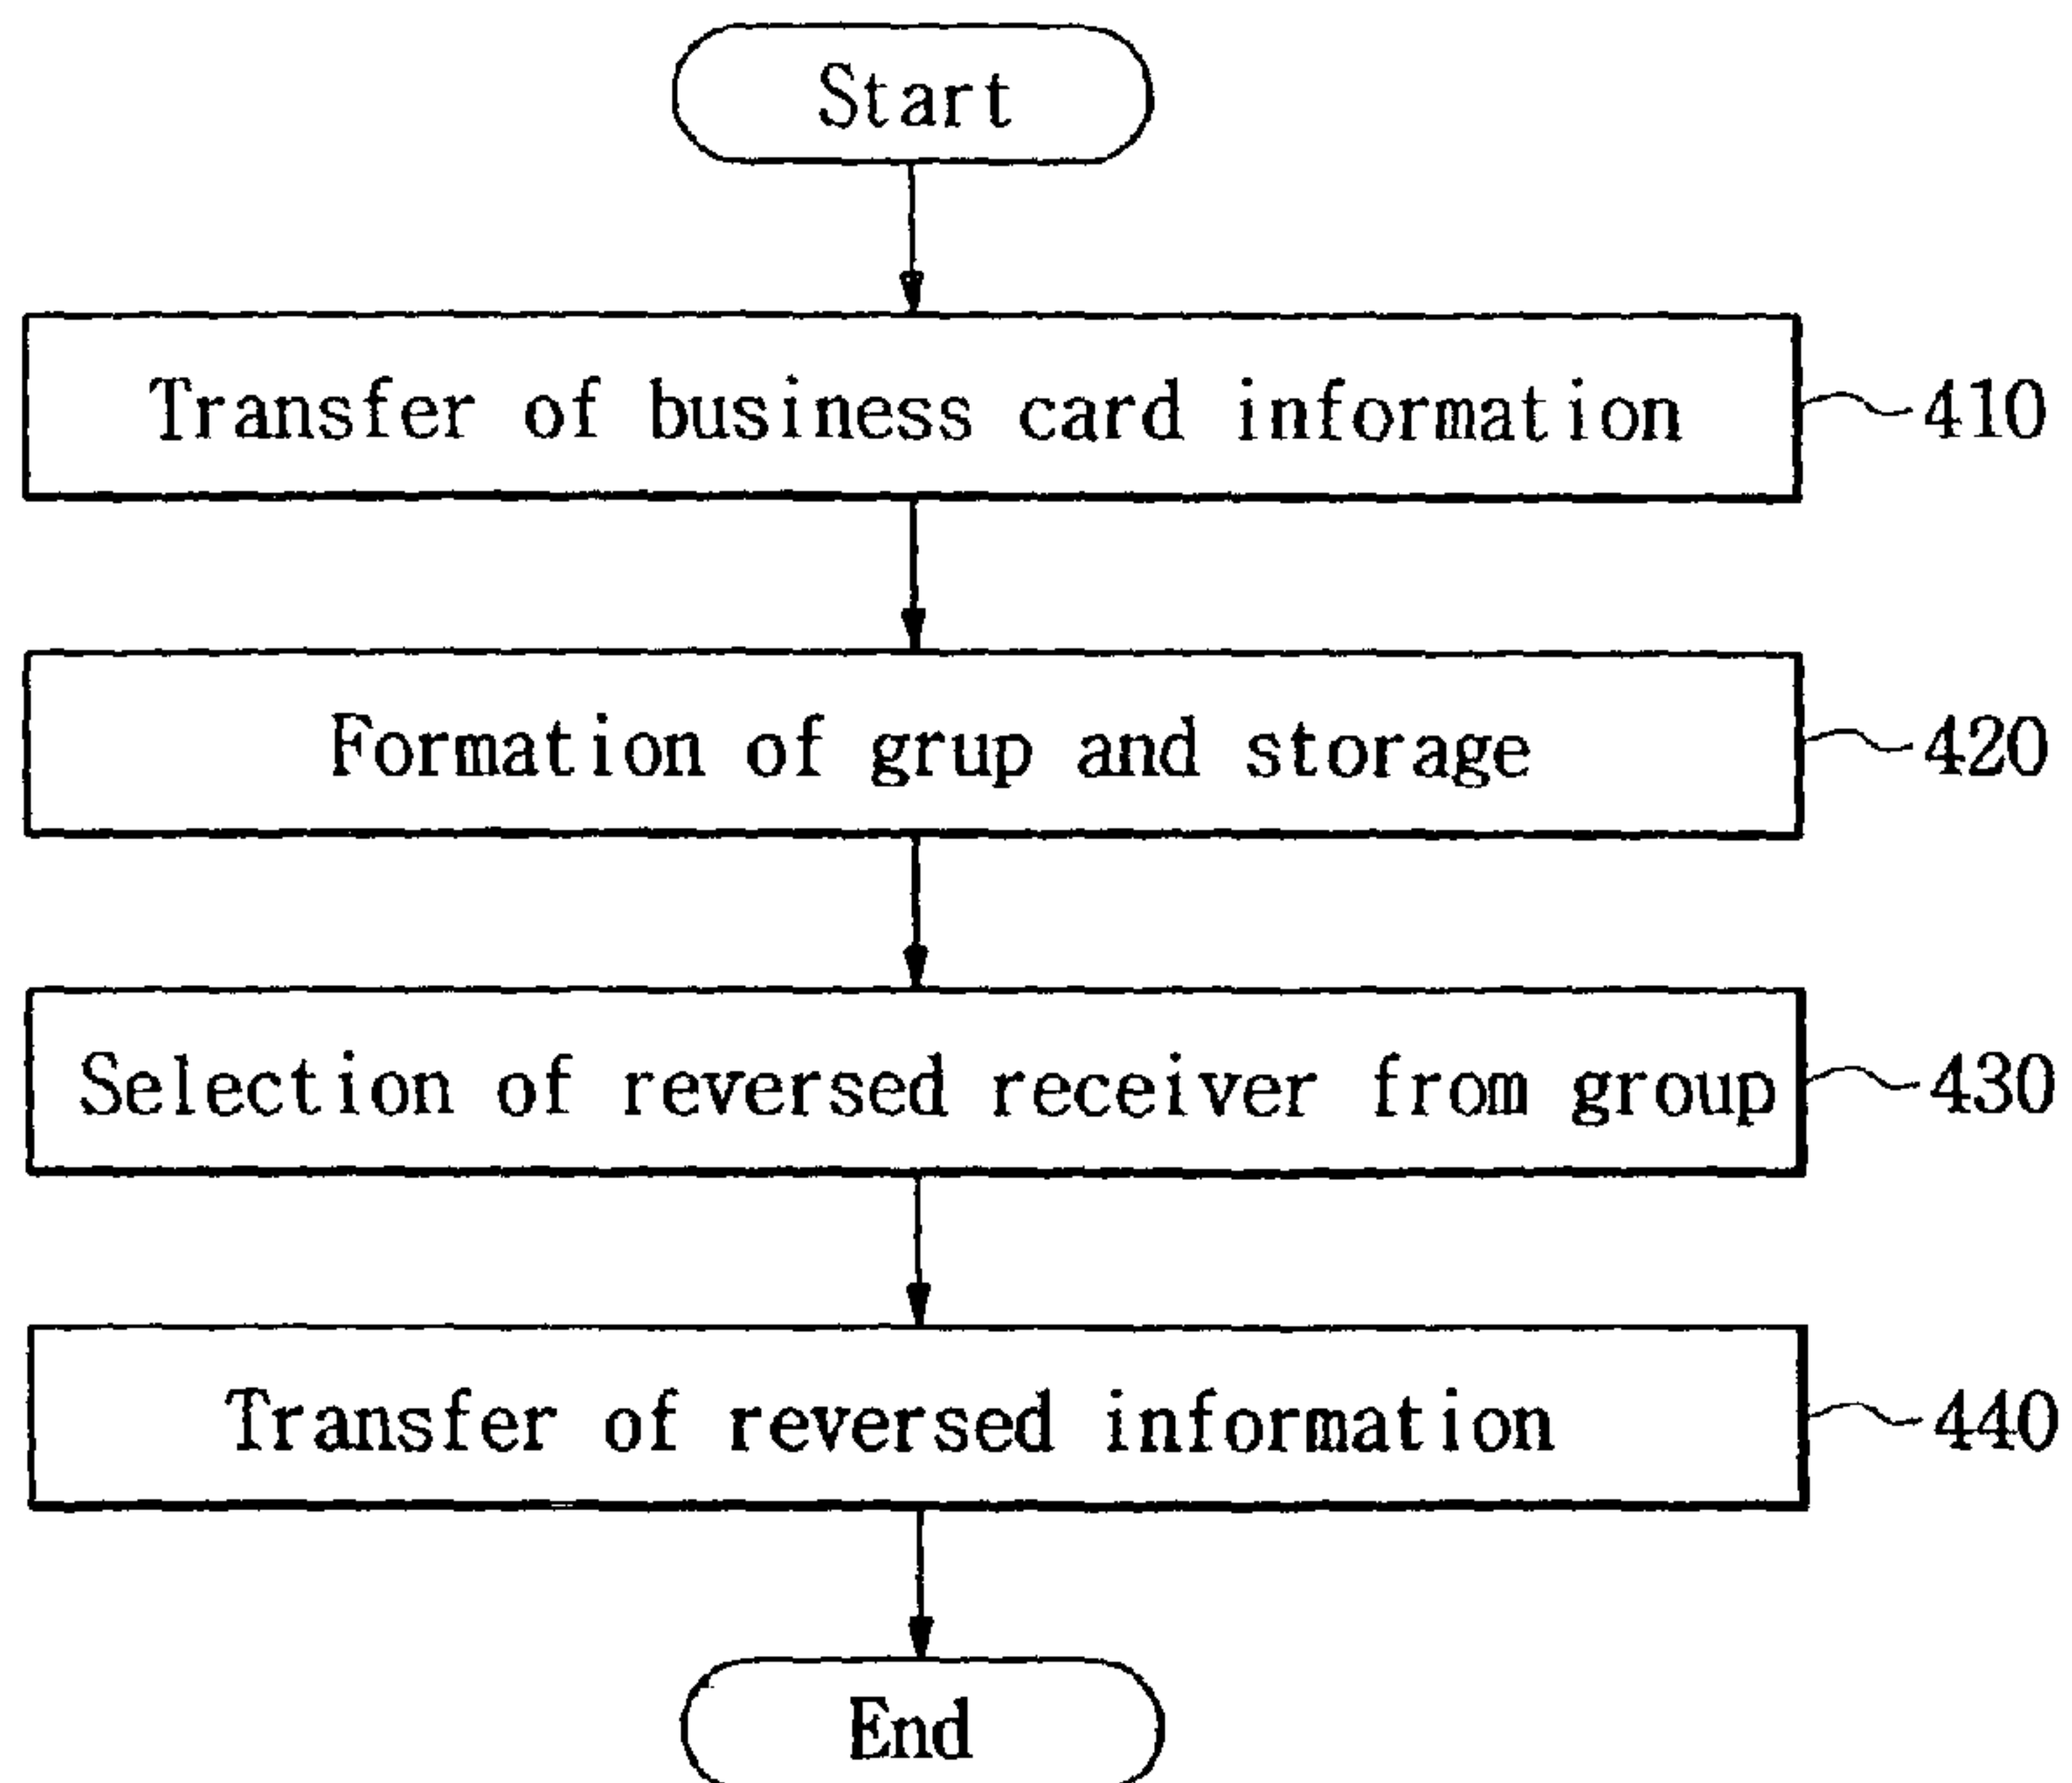 Start
Transfer of business card information
410
Formation of grup and storage
420
Selection of reversed receiver from group
430
Transfer of reversed information
440
End